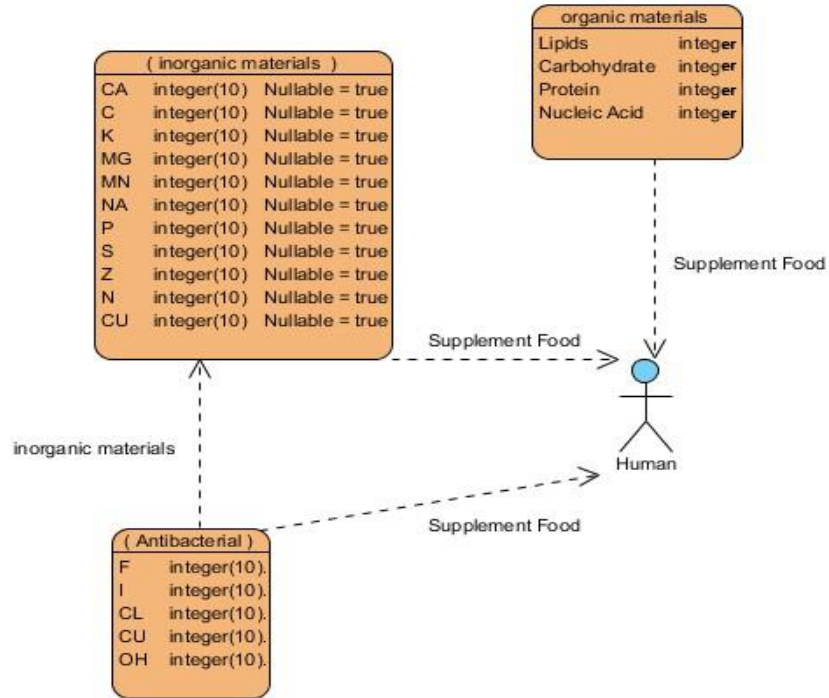 ( inorganic materials )
CA integer(10) Nullable = true
C integer(10) Nullable = true
K integer(10) Nullable = true
MG integer(10) Nullable = true
MN integer(10) Nullable = true
NA integer(10) Nullable = true
P integer(10) Nullable = true
S integer(10) Nullable = true
Z integer(10) Nullable = true
N integer(10) Nullable = true
CU integer(10) Nullable = true
organic materials
Lipids integer
Carbohydrate integer
Protein integer
Nucleic Acid integer
Supplement Food
Supplement Food
Human
inorganic materials
Supplement Food
( Antibacterial )
F integer(10).
I integer(10).
CL integer(10).
CU integer(10).
OH integer(10).